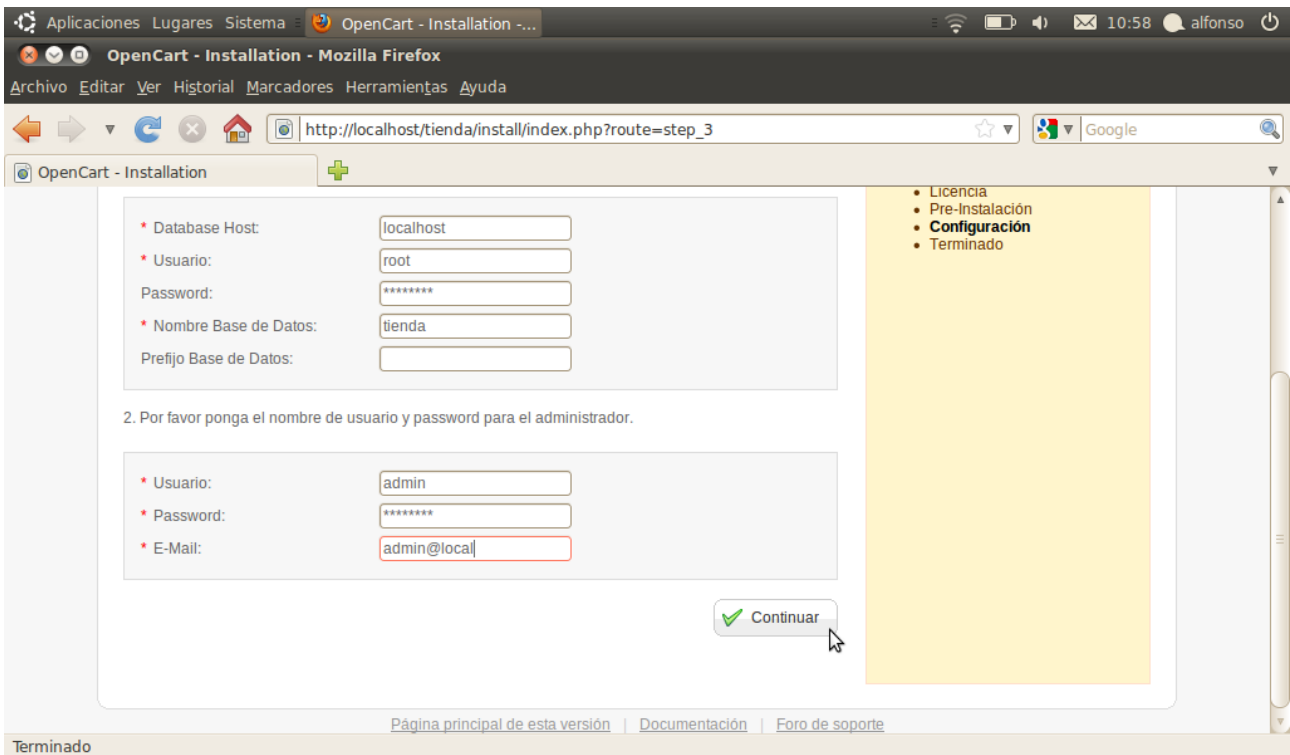 Aplicaciones Lugares Sistema OpenCart - Installation -... 10:58 alfonso
OpenCart - Installation - Mozilla Firefox
Archivo Editar Ver Historial Marcadores Herramientas Ayuda
http://localhost/tienda/install/index.php?route=step_3 Google
OpenCart - Installation
* Database Host: localhost
* Usuario: root
Password: ********
* Nombre Base de Datos: tienda
Prefijo Base de Datos:
2. Por favor ponga el nombre de usuario y password para el administrador.
* Usuario: admin
* Password: ********
* E-Mail: admin@local
Continuar
• Licencia
• Pre-Instalación
• Configuración
• Terminado
Página principal de esta versión | Documentación | Foro de soporte
Terminado